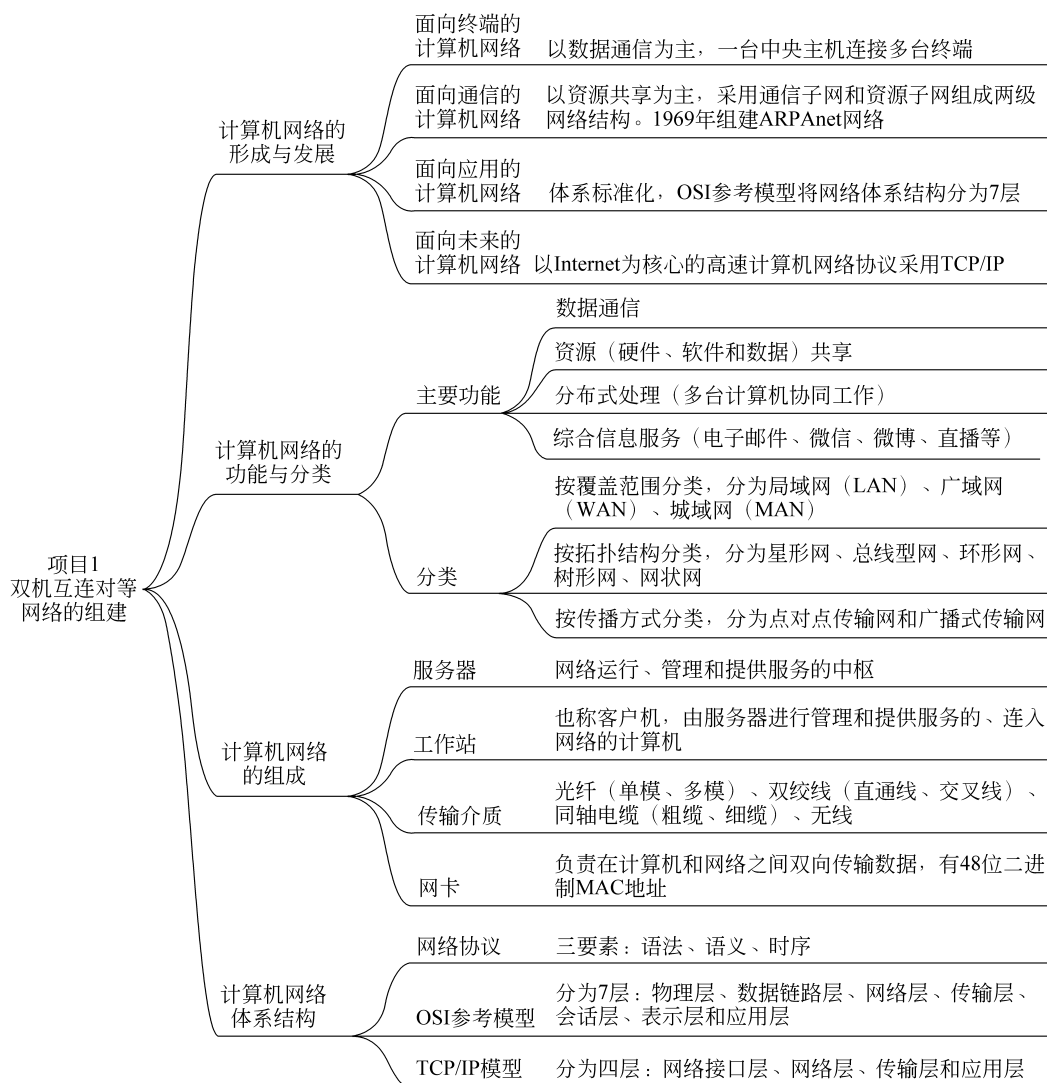 项目1
双机互连对等
网络的组建
计算机网络的
形成与发展
面向终端的
计算机网络
以数据通信为主，一台中央主机连接多台终端
面向通信的
计算机网络
以资源共享为主，采用通信子网和资源子网组成两级
网络结构。1969年组建ARPAnet网络
面向应用的
计算机网络
体系标准化，OSI参考模型将网络体系结构分为7层
面向未来的
计算机网络
以Internet为核心的高速计算机网络协议采用TCP/IP
计算机网络的
功能与分类
主要功能
数据通信
资源（硬件、软件和数据）共享
分布式处理（多台计算机协同工作）
综合信息服务（电子邮件、微信、微博、直播等）
分类
按覆盖范围分类，分为局域网（LAN）、广域网
（WAN）、城域网（MAN）
按拓扑结构分类，分为星形网、总线型网、环形网、
树形网、网状网
按传播方式分类，分为点对点传输网和广播式传输网
计算机网络
的组成
服务器
网络运行、管理和提供服务的中枢
工作站
也称客户机，由服务器进行管理和提供服务的、连入
网络的计算机
传输介质
光纤（单模、多模）、双绞线（直通线、交叉线）、
同轴电缆（粗缆、细缆）、无线
网卡
负责在计算机和网络之间双向传输数据，有48位二进
制MAC地址
计算机网络
体系结构
网络协议
三要素：语法、语义、时序
OSI参考模型
分为7层：物理层、数据链路层、网络层、传输层、
会话层、表示层和应用层
TCP/IP模型
分为四层：网络接口层、网络层、传输层和应用层